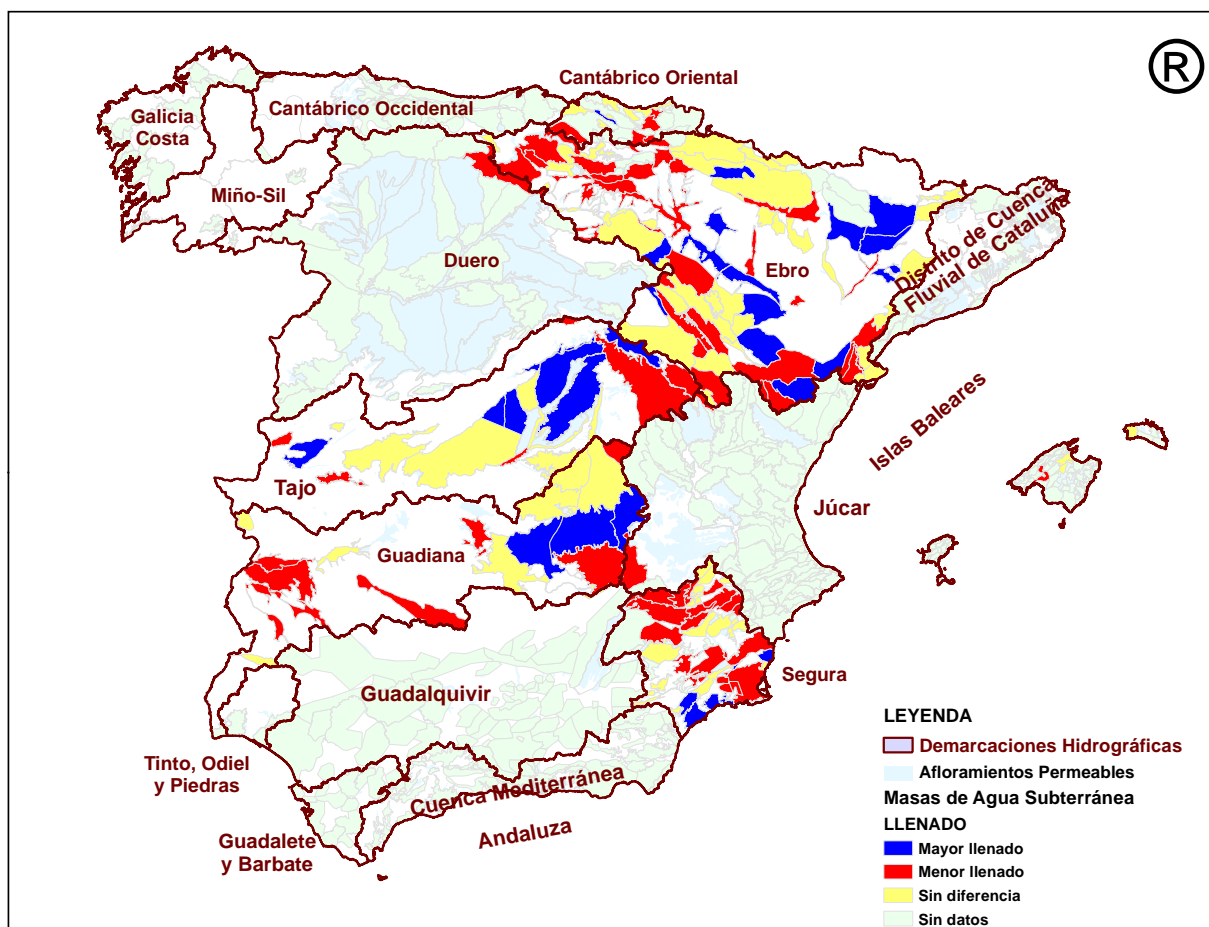 ®
Cantábrico Oriental
Cantábrico Occidental
Galicia
Costa
Miño-Sil
Duero
Ebro
Distrito de Cuenca
Fluvial de Cataluña
Islas Baleares
Tajo
Júcar
Guadiana
Segura
Guadalquivir
Tinto, Odiel
y Piedras
Cuenca Mediterránea
Andaluza
Guadalete
y Barbate
LEYENDA
Demarcaciones Hidrográficas
Afloramientos Permeables
Masas de Agua Subterránea
LLENADO
Mayor llenado
Menor llenado
Sin diferencia
Sin datos